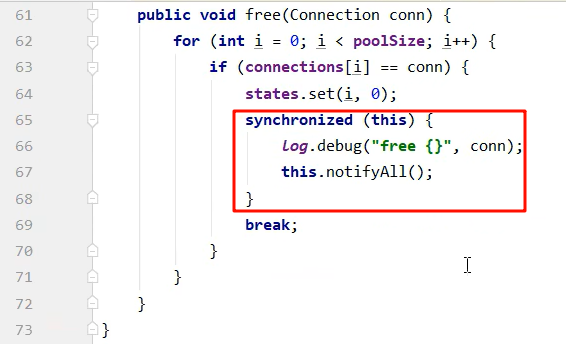 61 public void free(Connection conn) {
62 for (int i = 0; i < poolSize; i++) {
63 if (connections[i] == conn) {
64 states.set(i, 0);
65 synchronized (this) {
66 log.debug("free {}", conn);
67 this.notifyAll();
68 }
69 break;
70 }
71 }
72 }
73 }